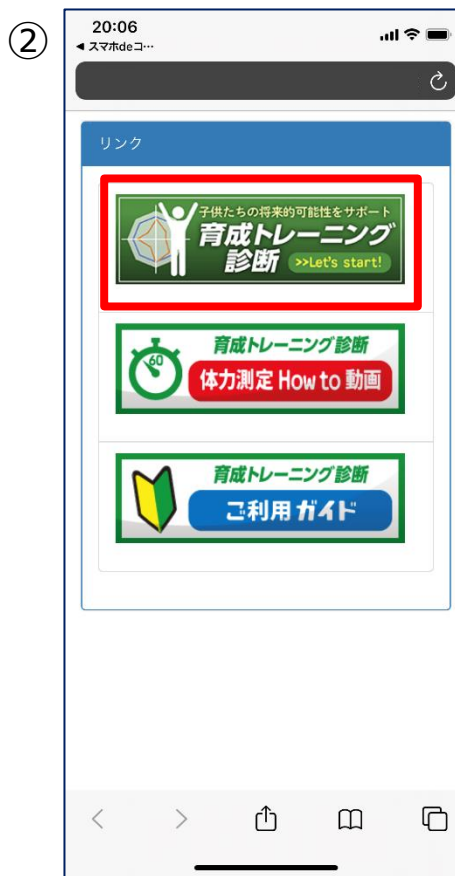 ②
20:06
◀ スマホdeコ…
リンク
子供たちの将来的可能性をサポート
育成トレーニング
診断 >>Let's start!
60
育成トレーニング診断
体力測定 How to 動画
育成トレーニング診断
ご利用ガイド